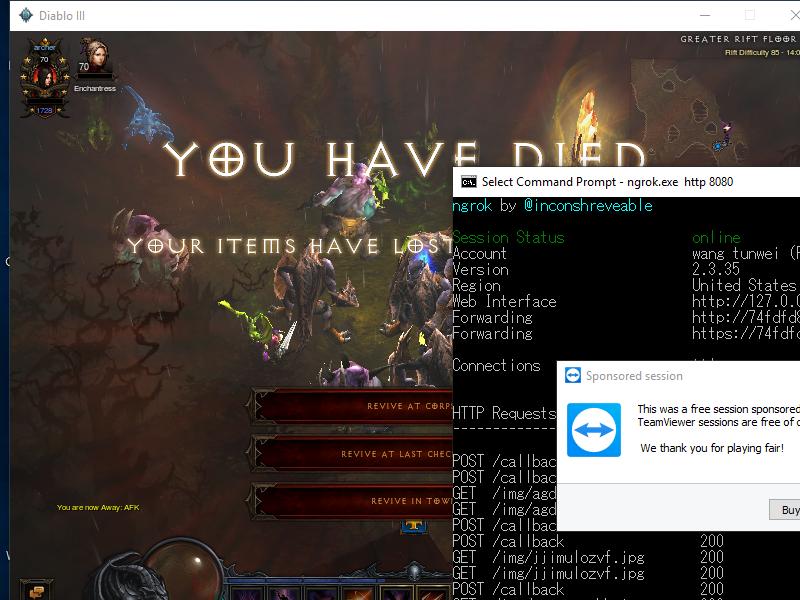 Diablo III
GREATER RIFT FLOOR
Rift Difficulty 85 - 14:0
archer
70
70
Enchantress
1728
YOU HAVE DIED
YOUR ITEMS HAVE LOST
REVIVE AT CORPS
REVIVE AT LAST CHEC
REVIVE IN TOWN
You are now Away: AFK
Select Command Prompt - ngrok.exe http 8080
ngrok by @inconshreveable
Session Status online
Account wang tunwei (F
Version 2.3.35
Region United States
Web Interface http://127.0.0
Forwarding http://74fdfd8
Forwarding https://74fdfd
Connections
HTTP Requests
-------------
POST /callbac
POST /callbac
GET /img/agd
GET /img/agd
POST /callbac
POST /callback 200
GET /img/jjimulozvf.jpg 200
GET /img/jjimulozvf.jpg 200
POST /callback 200
Sponsored session
This was a free session sponsored
TeamViewer sessions are free of c
We thank you for playing fair!
Buy